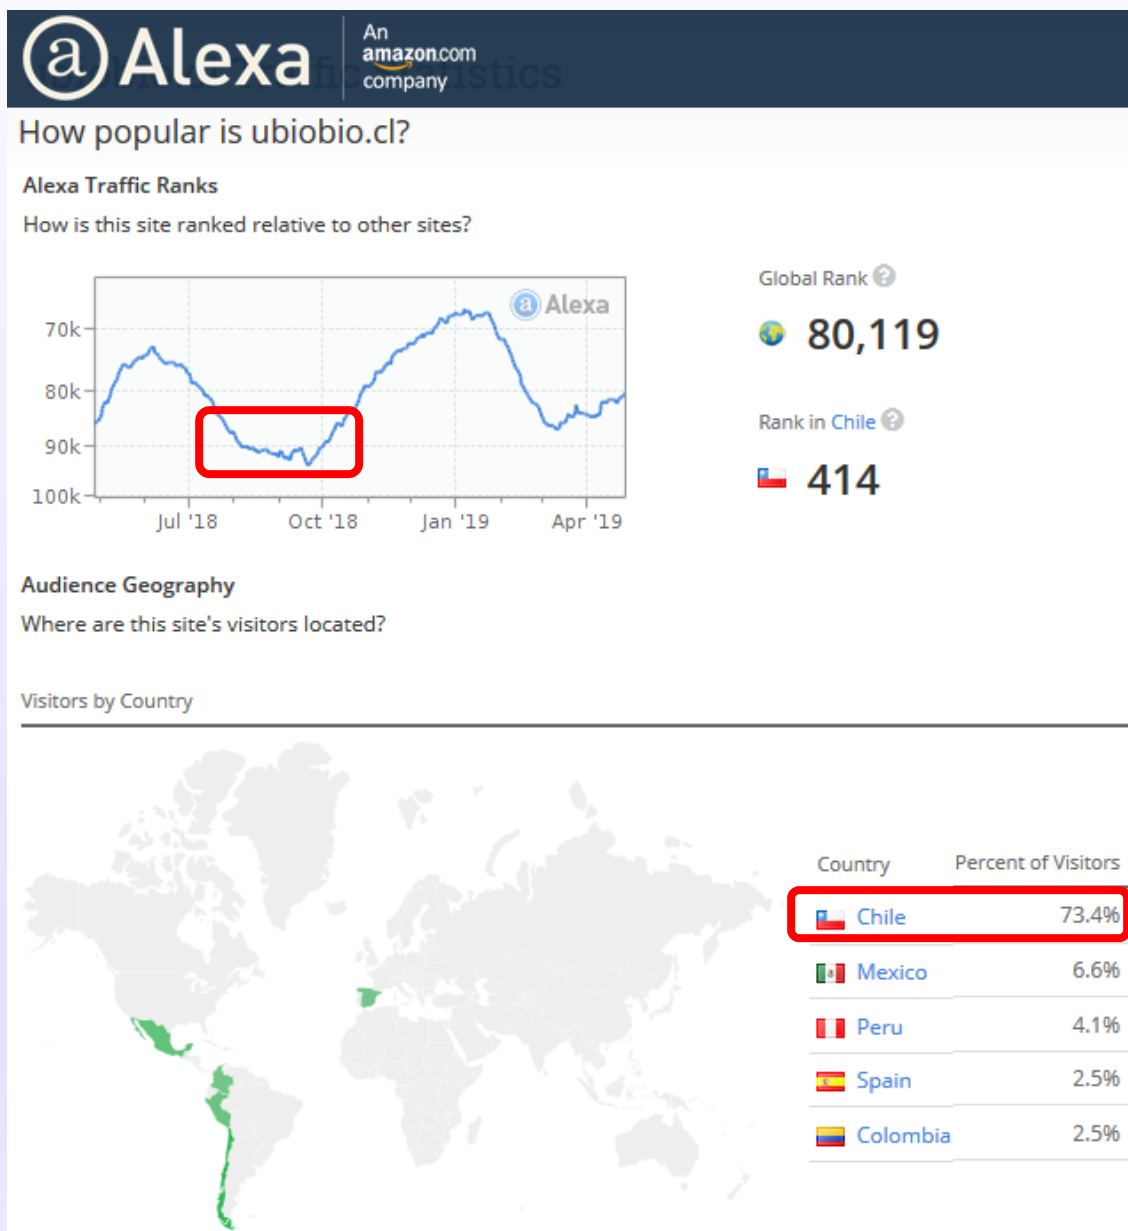 a Alexa
An
amazon.com
company
istics
How popular is ubiobio.cl?
Alexa Traffic Ranks
How is this site ranked relative to other sites?
a Alexa
70k
80k
90k
100k
Jul '18 Oct '18 Jan '19 Apr '19
Global Rank ?
80,119
Rank in Chile ?
414
Audience Geography
Where are this site's visitors located?
Visitors by Country
Country Percent of Visitors
Chile 73.4%
Mexico 6.6%
Peru 4.1%
Spain 2.5%
Colombia 2.5%